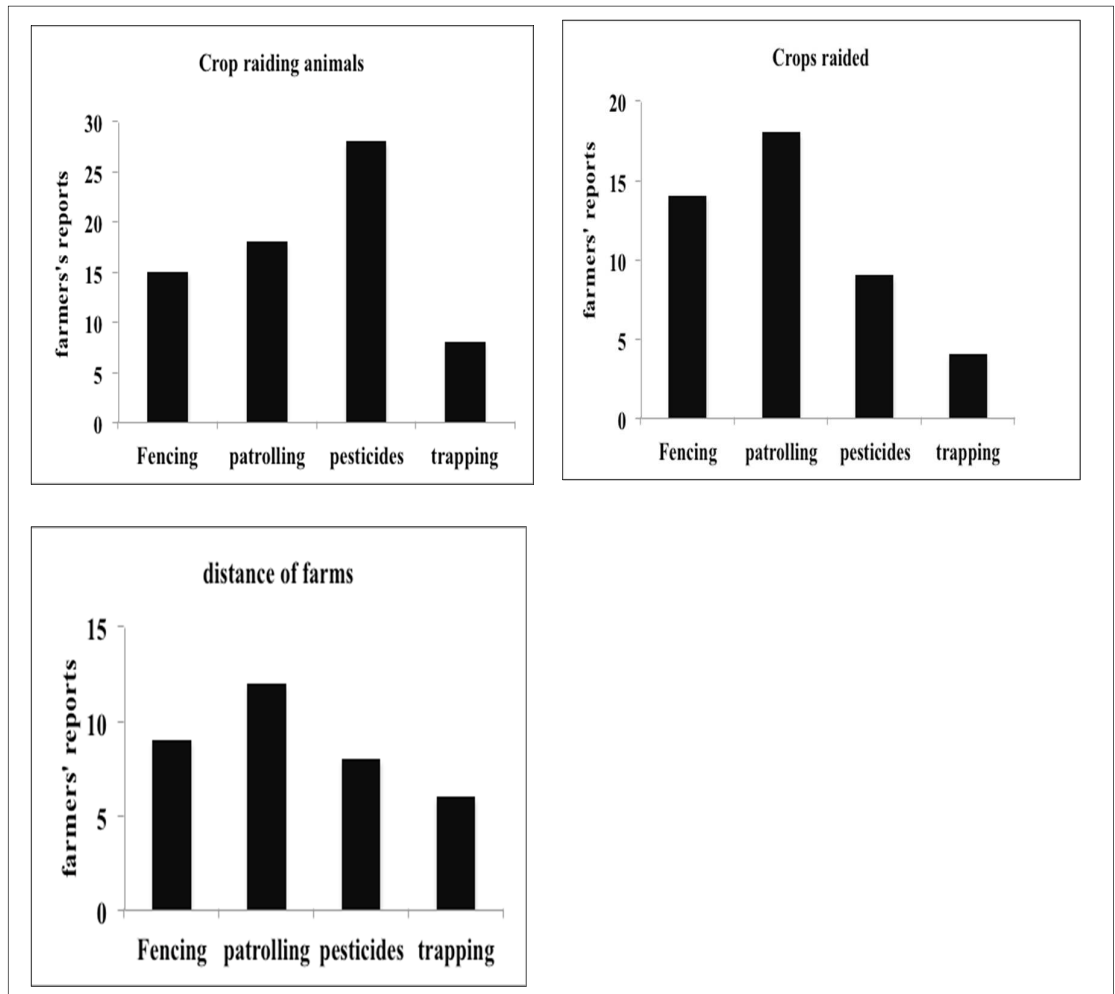 Crop raiding animals
farmers's reports
30
25
20
15
10
5
0
Fencing patrolling pesticides trapping
Crops raided
farmers' reports
20
15
10
5
0
Fencing patrolling pesticides trapping
distance of farms
farmers' reports
15
10
5
0
Fencing patrolling pesticides trapping